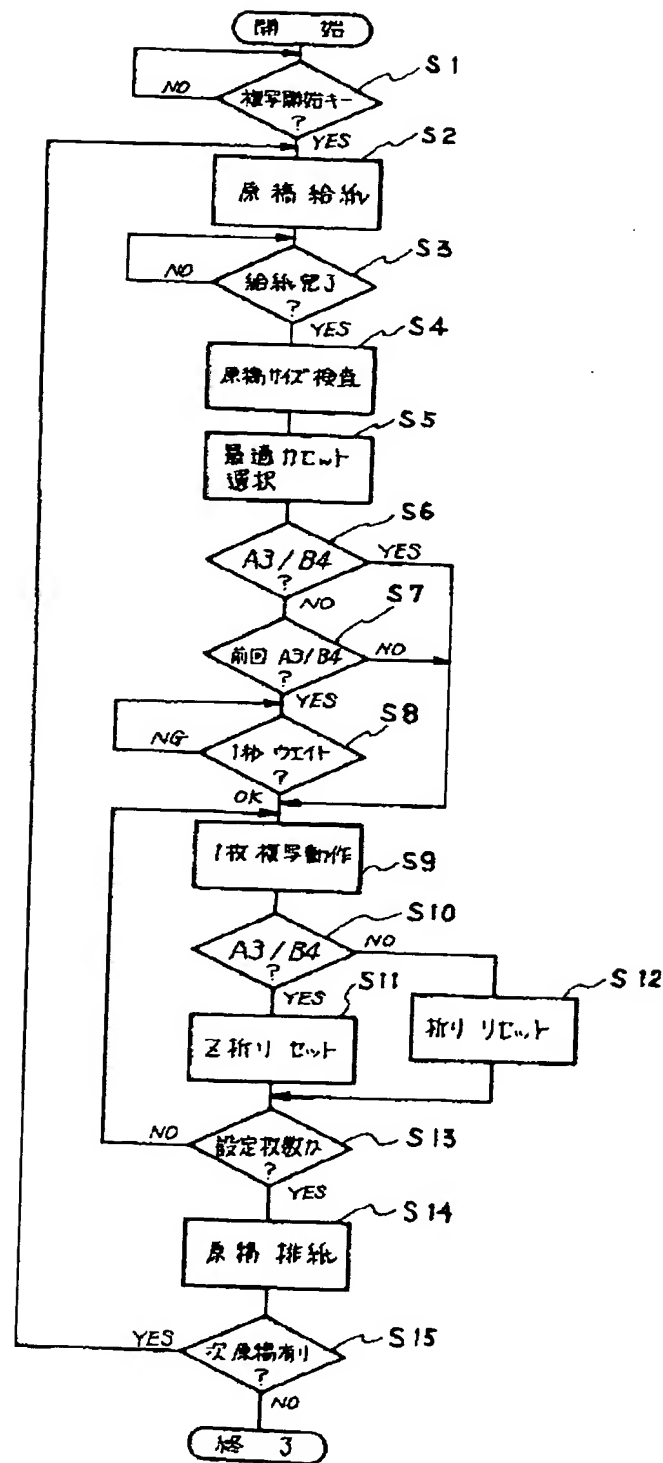 開 始
S1
NO
複写開始キー
?
YES
S2
原稿給紙
S3
NO
給紙完了
?
YES
S4
原稿サイズ検査
S5
最適カセット
選択
S6
A3/B4
?
YES
NO
S7
前回 A3/B4
?
NO
YES
S8
NG
1秒ウエイト
?
OK
1枚複写動作
S9
S10
A3/B4
?
NO
YES
S11
S12
Z折り セット
折り リセット
NO
設定枚数か
?
S13
YES
S14
原稿 排紙
YES
S15
次原稿有り
?
NO
終 了